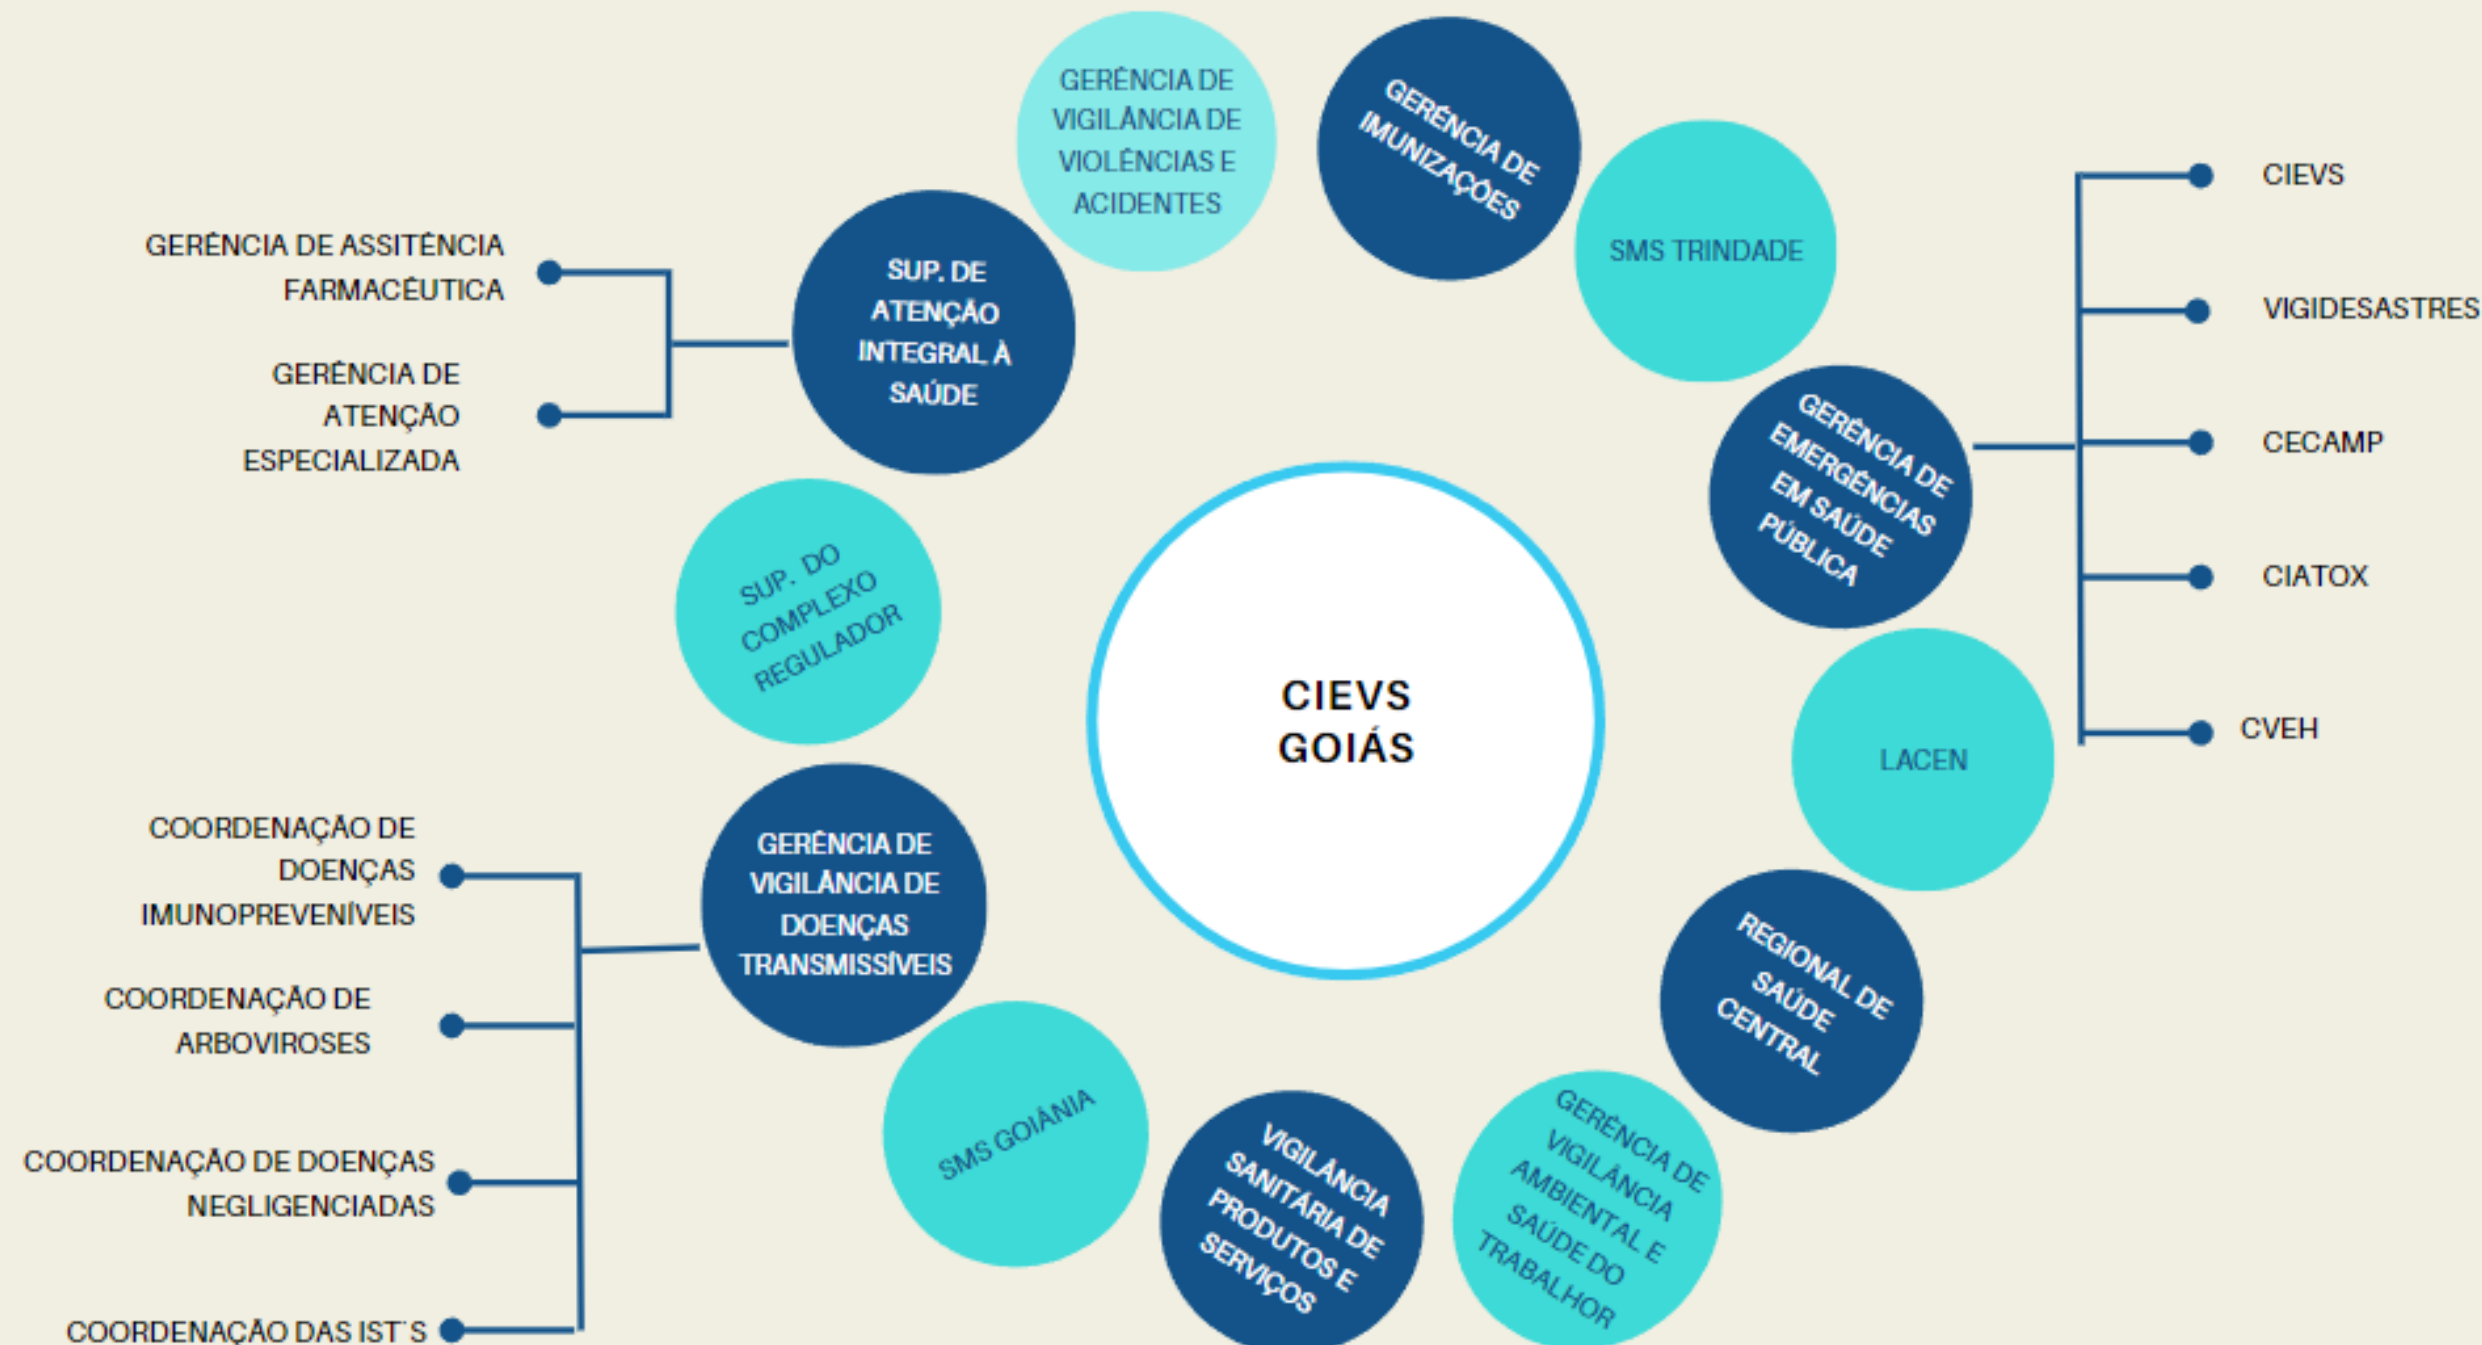 GERÊNCIA DE
VIGILÂNCIA DE
VIOLÊNCIAS E
ACIDENTES
GERÊNCIA DE
IMUNIZAÇÕES
SMS TRINDADE
GERÊNCIA DE
EMERGÊNCIAS
EM SAÚDE
PÚBLICA
CIEVS
VIGIDESASTRES
CECAMP
CIATOX
CVEH
LACEN
REGIONAL DE
SAÚDE
CENTRAL
GERÊNCIA DE
VIGILÂNCIA
AMBIENTAL E
SAÚDE DO
TRABALHOR
VIGILÂNCIA
SANITÁRIA DE
PRODUTOS E
SERVIÇOS
SMS GOIÂNIA
GERÊNCIA DE
VIGILÂNCIA DE
DOENÇAS
TRANSMISSÍVEIS
COORDENAÇÃO DE
DOENÇAS
IMUNOPREVENÍVEIS
COORDENAÇÃO DE
ARBOVIROSES
COORDENAÇÃO DE DOENÇAS
NEGLIGENCIADAS
COORDENAÇÃO DAS IST´S
SUP. DO
COMPLEXO
REGULADOR
SUP. DE
ATENÇÃO
INTEGRAL À
SAÚDE
GERÊNCIA DE ASSITÊNCIA
FARMACÊUTICA
GERÊNCIA DE
ATENÇÃO
ESPECIALIZADA
CIEVS
GOIÁS